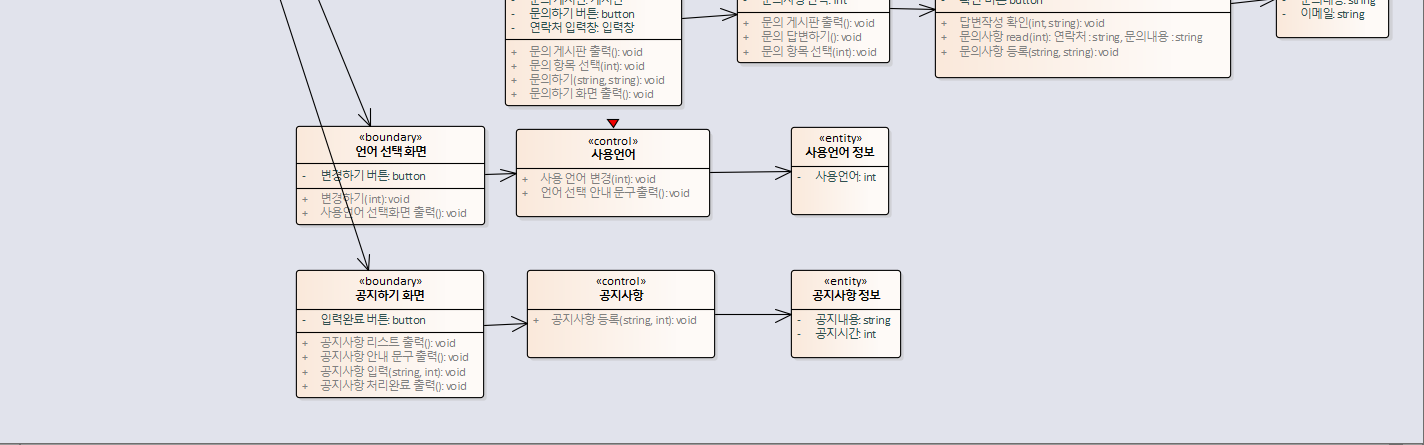 - 문의하기 버튼: button
- 연락처 입력창: 입력창
+ 문의 게시판 출력(): void
+ 문의 항목 선택(int): void
+ 문의하기(string, string): void
+ 문의하기 화면 출력(): void
+ 문의 게시판 출력(): void
+ 문의 답변하기(): void
+ 문의 항목 선택(int): void
+ 답변작성 확인(int, string): void
+ 문의사항 read(int): 연락처 : string, 문의내용 : string
+ 문의사항 등록(string, string): void
- 이메일: string
«boundary»
언어 선택 화면
- 변경하기 버튼: button
+ 변경하기(int): void
+ 사용언어 선택화면 출력(): void
«control»
사용언어
+ 사용 언어 변경(int): void
+ 언어 선택 안내 문구 출력(): void
«entity»
사용언어 정보
- 사용언어: int
«boundary»
공지하기 화면
- 입력완료 버튼: button
+ 공지사항 리스트 출력(): void
+ 공지사항 안내 문구 출력(): void
+ 공지사항 입력(string, int): void
+ 공지사항 처리완료 출력(): void
«control»
공지사항
+ 공지사항 등록(string, int): void
«entity»
공지사항 정보
- 공지내용: string
- 공지시간: int